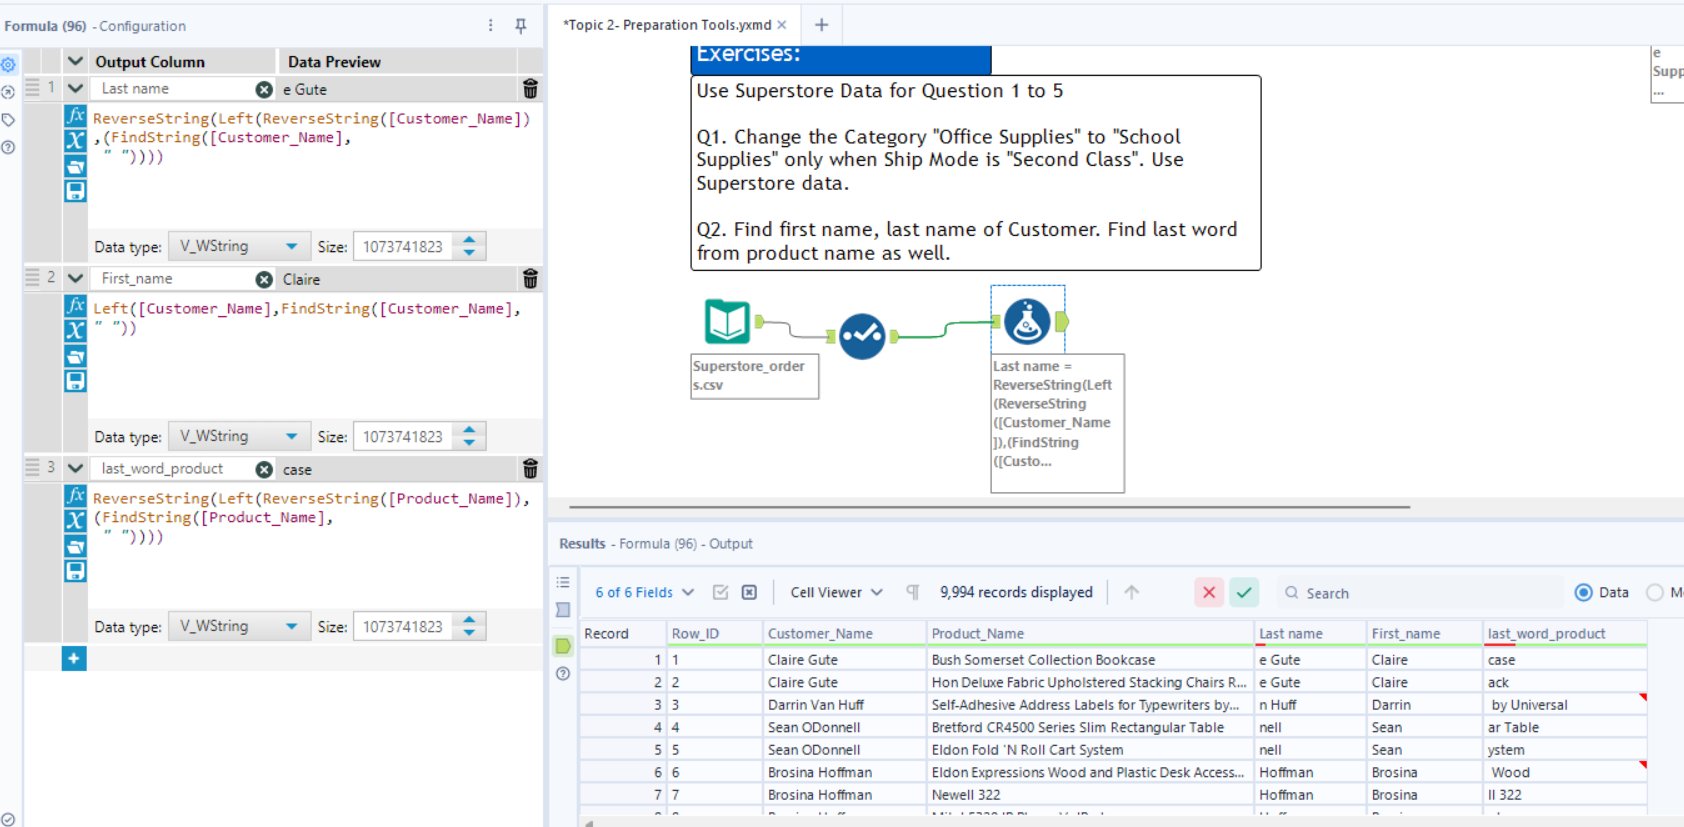 Formula (96) - Configuration
*Topic 2- Preparation Tools.yxmd
Output Column Data Preview
1 Last name e Gute
ReverseString(Left(ReverseString([Customer_Name])
,(FindString([Customer_Name],
" "))))
Data type: V_WString Size: 1073741823
2 First_name Claire
Left([Customer_Name],FindString([Customer_Name],
" "))
Data type: V_WString Size: 1073741823
3 last_word_product case
ReverseString(Left(ReverseString([Product_Name]),
(FindString([Product_Name],
" "))))
Data type: V_WString Size: 1073741823
Exercises:
Use Superstore Data for Question 1 to 5
Q1. Change the Category "Office Supplies" to "School
Supplies" only when Ship Mode is "Second Class". Use
Superstore data.
Q2. Find first name, last name of Customer. Find last word
from product name as well.
e
Supp
...
Superstore_order
s.csv
Last name =
ReverseString(Left
(ReverseString
([Customer_Name
]),(FindString
([Custo...
Results - Formula (96) - Output
6 of 6 Fields Cell Viewer 9,994 records displayed Search Data
Record Row_ID Customer_Name Product_Name Last name First_name last_word_product
1 1 Claire Gute Bush Somerset Collection Bookcase e Gute Claire case
2 2 Claire Gute Hon Deluxe Fabric Upholstered Stacking Chairs R... e Gute Claire ack
3 3 Darrin Van Huff Self-Adhesive Address Labels for Typewriters by... n Huff Darrin by Universal
4 4 Sean ODonnell Bretford CR4500 Series Slim Rectangular Table nell Sean ar Table
5 5 Sean ODonnell Eldon Fold 'N Roll Cart System nell Sean ystem
6 6 Brosina Hoffman Eldon Expressions Wood and Plastic Desk Access... Hoffman Brosina Wood
7 7 Brosina Hoffman Newell 322 Hoffman Brosina ll 322